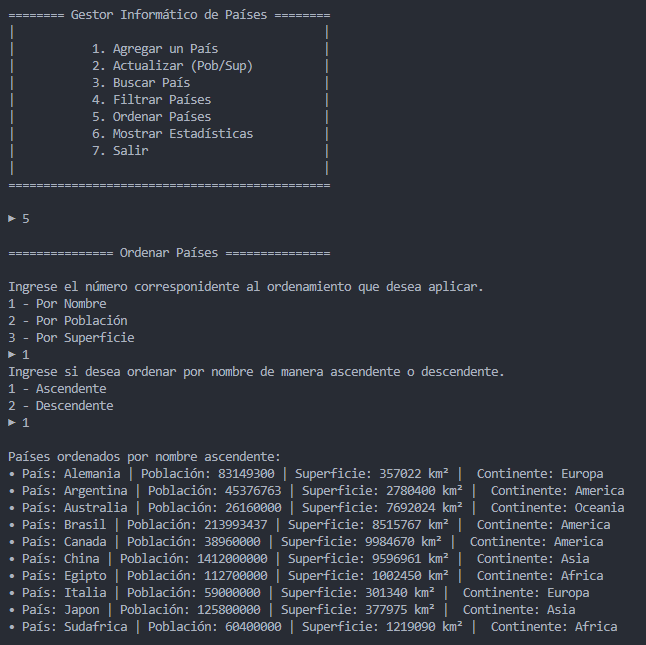 ======== Gestor Informático de Países ========
|                                            |
|          1. Agregar un País                |
|          2. Actualizar (Pob/Sup)           |
|          3. Buscar País                    |
|          4. Filtrar Países                 |
|          5. Ordenar Países                 |
|          6. Mostrar Estadísticas           |
|          7. Salir                          |
|                                            |
==============================================
► 5
=============== Ordenar Países ===============
Ingrese el número correspondiente al ordenamiento que desea aplicar.
1 - Por Nombre
2 - Por Población
3 - Por Superficie
► 1
Ingrese si desea ordenar por nombre de manera ascendente o descendente.
1 - Ascendente
2 - Descendente
► 1
Países ordenados por nombre ascendente:
• País: Alemania | Población: 83149300 | Superficie: 357022 km² |  Continente: Europa
• País: Argentina | Población: 45376763 | Superficie: 2780400 km² |  Continente: America
• País: Australia | Población: 26160000 | Superficie: 7692024 km² |  Continente: Oceania
• País: Brasil | Población: 213993437 | Superficie: 8515767 km² |  Continente: America
• País: Canada | Población: 38960000 | Superficie: 9984670 km² |  Continente: America
• País: China | Población: 1412000000 | Superficie: 9596961 km² |  Continente: Asia
• País: Egipto | Población: 112700000 | Superficie: 1002450 km² |  Continente: Africa
• País: Italia | Población: 59000000 | Superficie: 301340 km² |  Continente: Europa
• País: Japon | Población: 125800000 | Superficie: 377975 km² |  Continente: Asia
• País: Sudafrica | Población: 60400000 | Superficie: 1219090 km² |  Continente: Africa